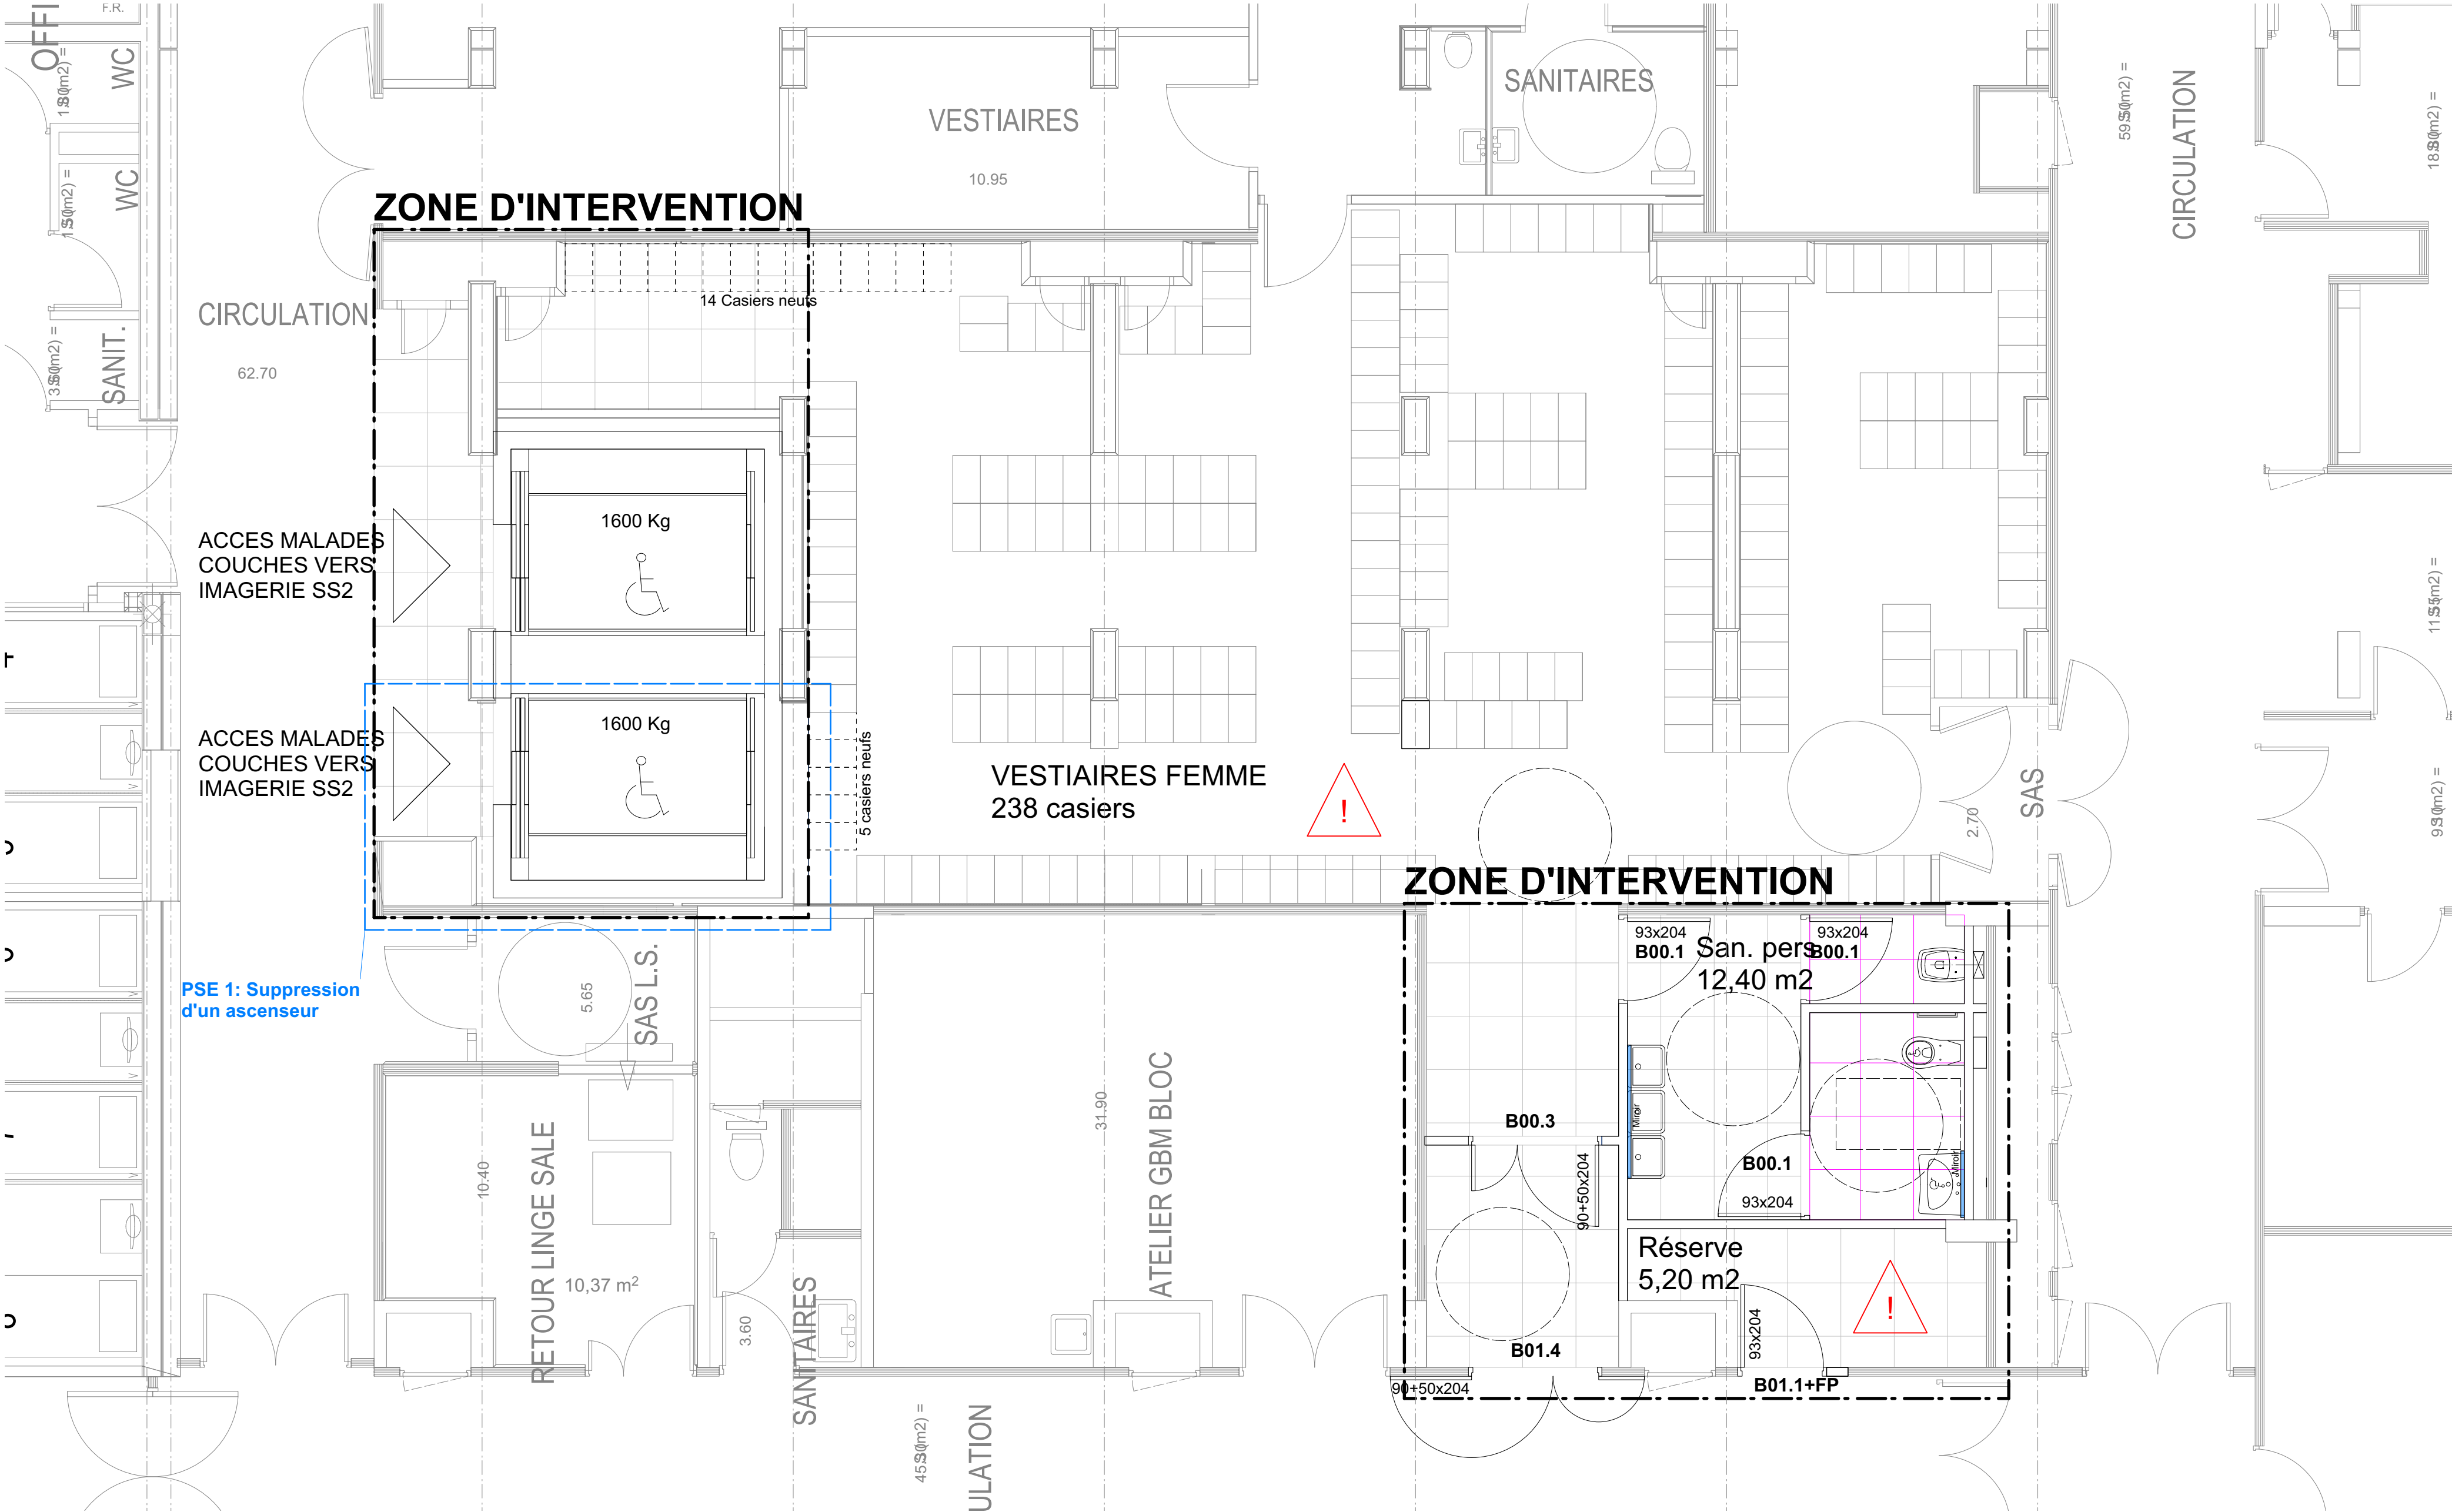 OFFI
F.R.
WC
WC
SANIT.
VESTIAIRES
10.95
SANITAIRES
CIRCULATION
ZONE D'INTERVENTION
14 Casiers neufs
CIRCULATION
62.70
1600 Kg
ACCES MALADES
COUCHES VERS
IMAGERIE SS2
1600 Kg
ACCES MALADES
COUCHES VERS
IMAGERIE SS2
5 casiers neufs
VESTIAIRES FEMME
238 casiers
!
SAS
2.70
ZONE D'INTERVENTION
PSE 1: Suppression
d'un ascenseur
5.65
SAS L.S.
93x204
B00.1
San. pers
12,40 m2
93x204
B00.1
Miroir
B00.3
90+50x204
B00.1
93x204
Miroir
Réserve
5,20 m2
!
93x204
B01.4
90+50x204
B01.1+FP
10.40
RETOUR LINGE SALE
10,37 m2
3.60
SANITAIRES
31.90
ATELIER GBM BLOC
ULATION